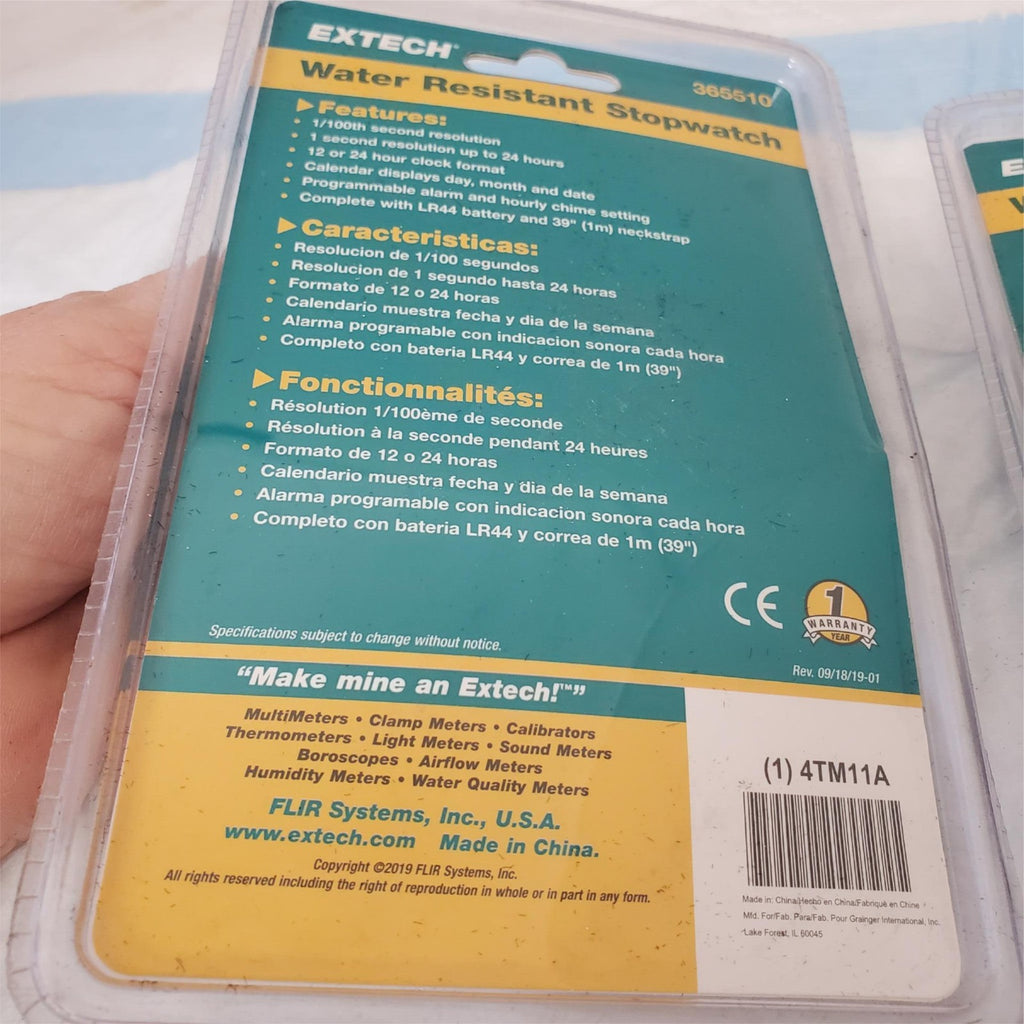 EXTECH®
365510
Water Resistant Stopwatch
Features:
• 1/100th second resolution
• 1 second resolution up to 24 hours
• 12 or 24 hour clock format
• Calendar displays day, month and date
• Programmable alarm and hourly chime setting
• Complete with LR44 battery and 39" (1m) neckstrap
Caracteristicas:
• Resolucion de 1/100 segundos
• Resolucion de 1 segundo hasta 24 horas
• Formato de 12 o 24 horas
• Calendario muestra fecha y dia de la semana
• Alarma programable con indicacion sonora cada hora
• Completo con bateria LR44 y correa de 1m (39")
Fonctionnalités:
• Résolution 1/100ème de seconde
• Résolution à la seconde pendant 24 heures
• Formato de 12 o 24 horas
• Calendario muestra fecha y dia de la semana
• Alarma programable con indicacion sonora cada hora
• Completo con bateria LR44 y correa de 1m (39")
CE
1
WARRANTY
YEAR
Specifications subject to change without notice.
Rev. 09/18/19-01
“Make mine an Extech!™”
MultiMeters • Clamp Meters • Calibrators
Thermometers • Light Meters • Sound Meters
Boroscopes • Airflow Meters
Humidity Meters • Water Quality Meters
FLIR Systems, Inc., U.S.A.
www.extech.com Made in China.
Copyright ©2019 FLIR Systems, Inc.
All rights reserved including the right of reproduction in whole or in part in any form.
(1) 4TM11A
Made in: China/Hecho en China/Fabriqué en Chine
Mfd. For/Fab. Para/Fab. Pour Grainger International, Inc.
Lake Forest, IL 60045